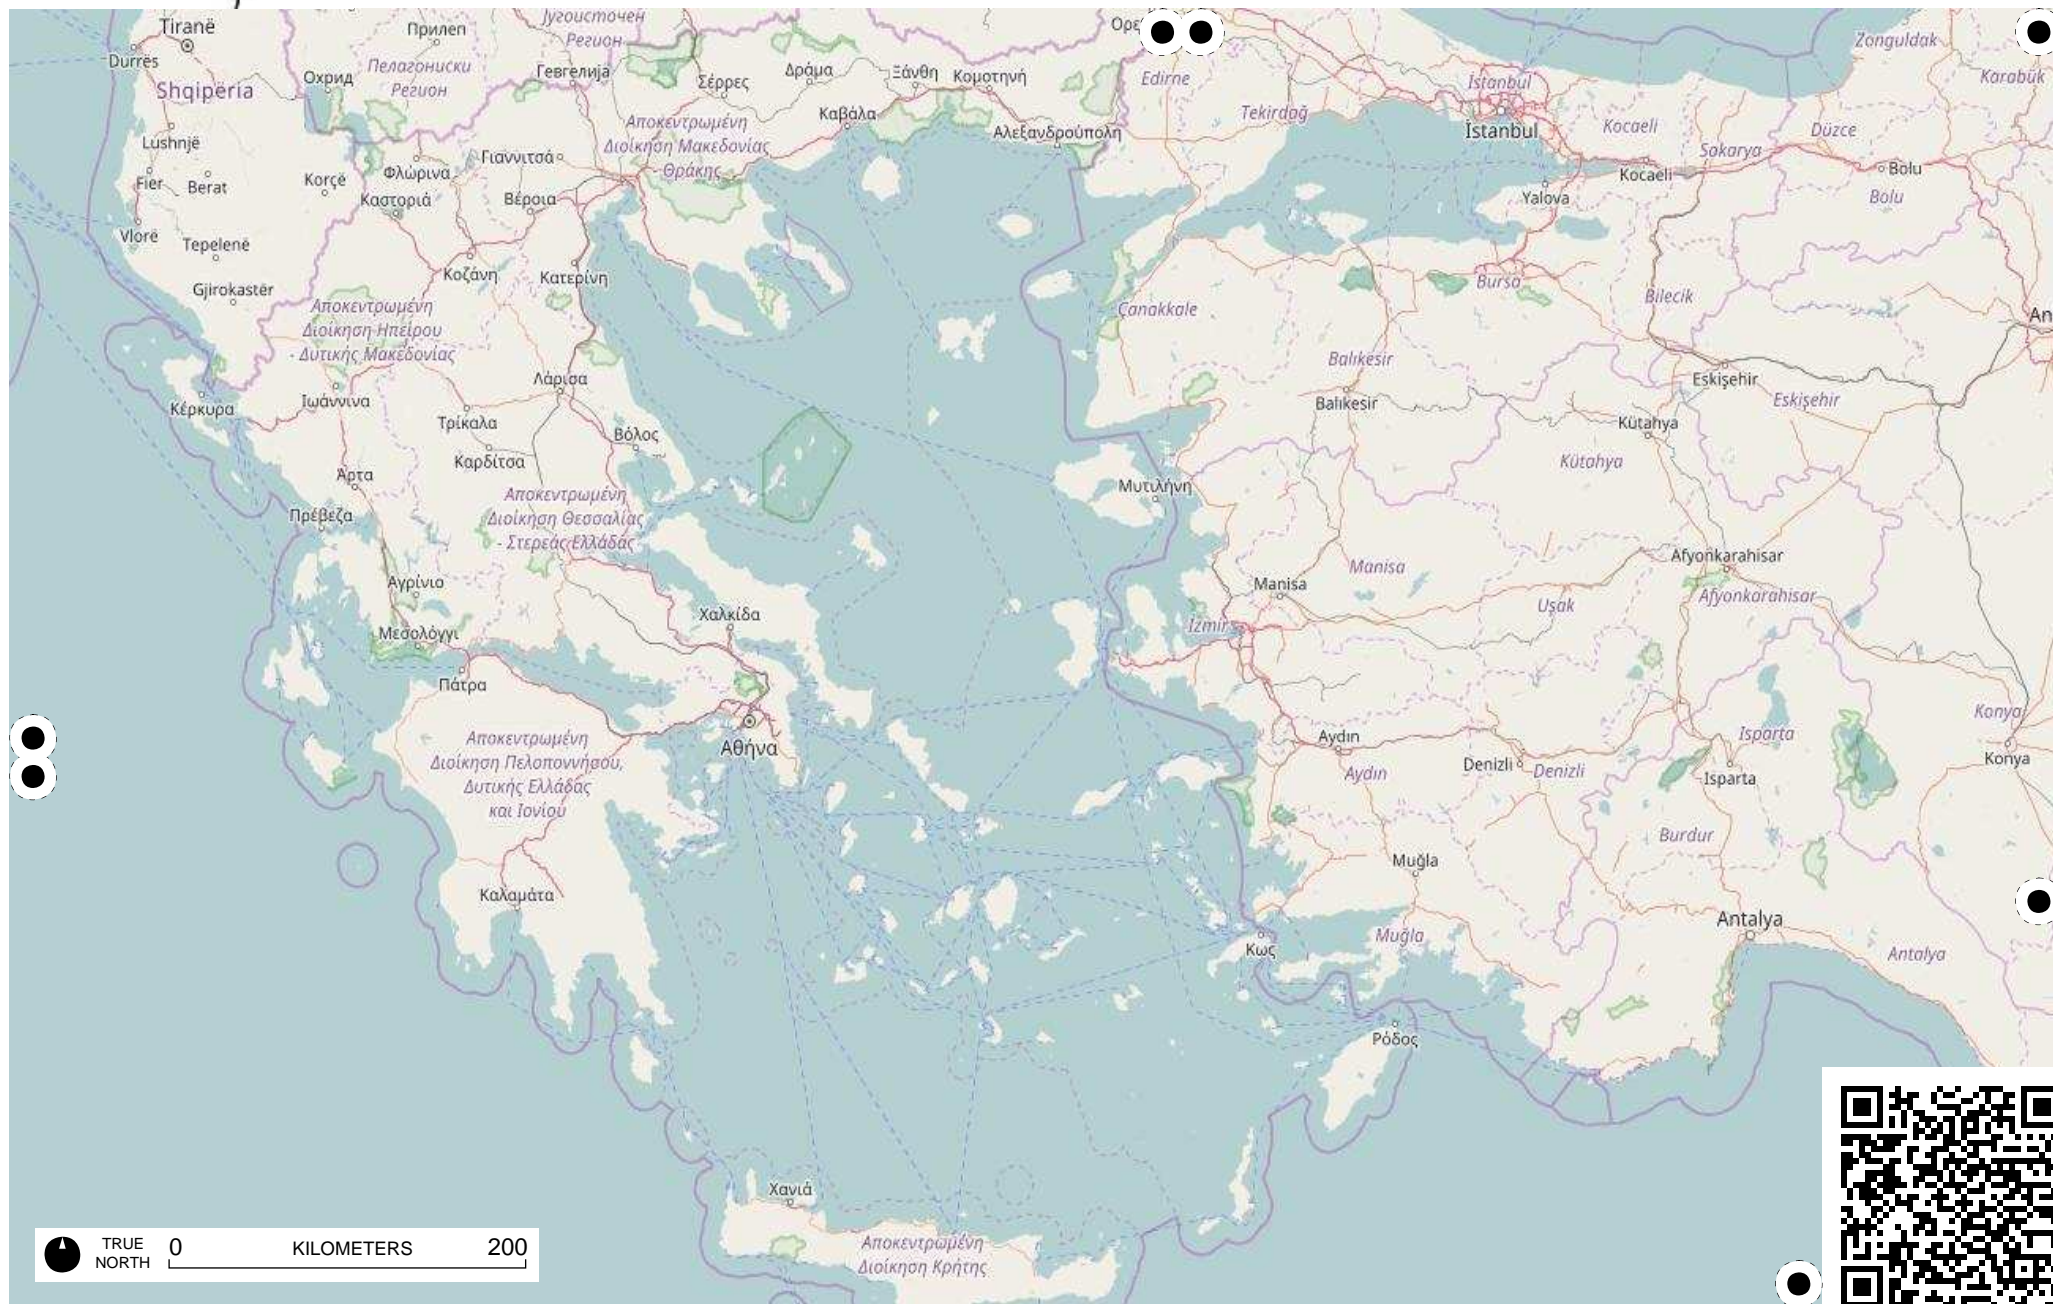 Tiranë
Прилеп
Југоисточен
Регион
Zonguldak
Durrës
Охрид
Пелагониски
Регион
Гевгелија
Σέρρες
Δράμα
Ξάνθη
Κομοτηνή
Edirne
İstanbul
Karabük
Shqipëria
Καβάλα
Αλεξανδρούπολη
Tekirdağ
İstanbul
Kocaeli
Düzce
Lushnjë
Αποκεντρωμένη
Διοίκηση Μακεδονίας
- Θράκης
Γιαννιτσά
Φλώρινα
Sakarya
Kocaeli
Bolu
Fier
Berat
Korçë
Καστοριά
Βέροια
Yalova
Bolu
Vlorë
Tepelenë
Κοζάνη
Κατερίνη
Gjirokastër
Bursa
Bilecik
Αποκεντρωμένη
Διοίκηση Ηπείρου
- Δυτικής Μακεδονίας
Çanakkale
An
Balıkesir
Λάρισα
Eskişehir
Κέρκυρα
Ιωάννινα
Balıkesir
Eskişehir
Τρίκαλα
Βόλος
Kütahya
Καρδίτσα
Kütahya
Άρτα
Μυτιλήνη
Αποκεντρωμένη
Διοίκηση Θεσσαλίας
- Στερεάς Ελλάδας
Πρέβεζα
Afyonkarahisar
Αγρίνιο
Manisa
Manisa
Afyonkarahisar
Χαλκίδα
Uşak
Μεσολόγγι
İzmir
Πάτρα
Konya
Αποκεντρωμένη
Διοίκηση Πελοποννήσου,
Δυτικής Ελλάδας
και Ιονίου
Αθήνα
Aydın
Isparta
Konya
Aydın
Denizli
Denizli
Isparta
Burdur
Muğla
Καλαμάτα
Antalya
Κως
Muğla
Antalya
Ρόδος
Χανιά
Αποκεντρωμένη
Διοίκηση Κρήτης
TRUE
NORTH
0 KILOMETERS 200